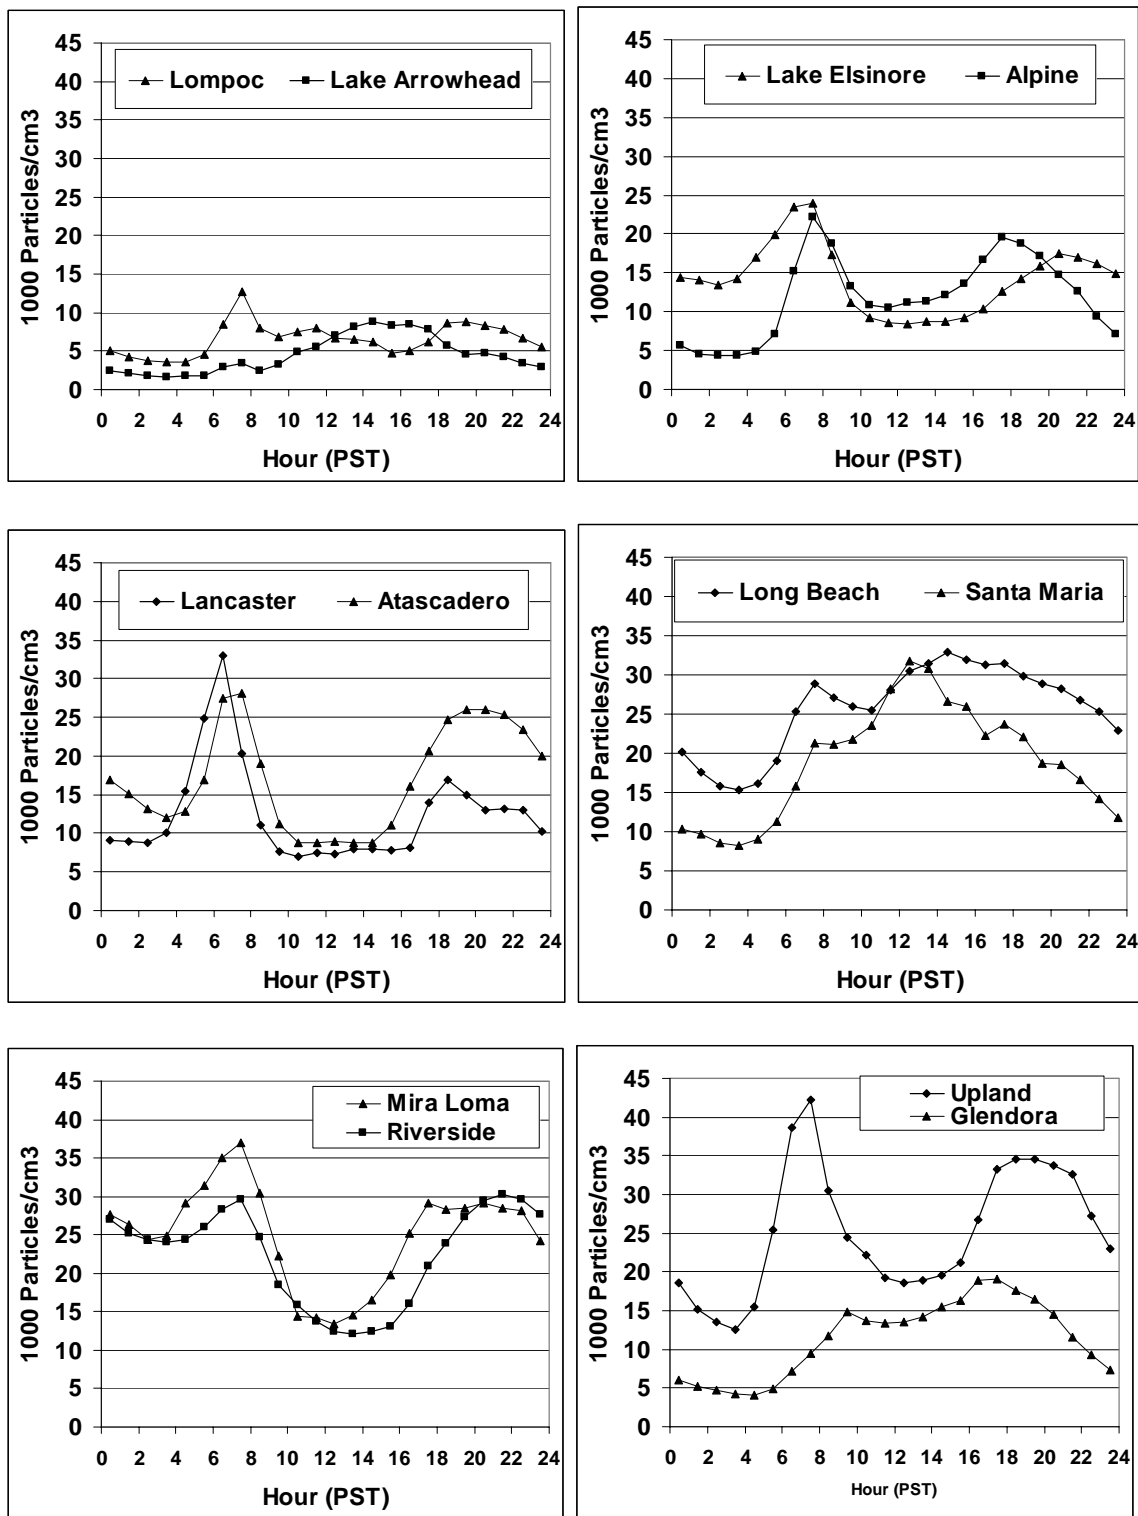 Lompoc Lake Arrowhead
1000 Particles/cm3
45
40
35
30
25
20
15
10
5
0
0 2 4 6 8 10 12 14 16 18 20 22 24
Hour (PST)
Lake Elsinore Alpine
1000 Particles/cm3
45
40
35
30
25
20
15
10
5
0
0 2 4 6 8 10 12 14 16 18 20 22 24
Hour (PST)
Lancaster Atascadero
1000 Particles/cm3
45
40
35
30
25
20
15
10
5
0
0 2 4 6 8 10 12 14 16 18 20 22 24
Hour (PST)
Long Beach Santa Maria
1000 Particles/cm3
45
40
35
30
25
20
15
10
5
0
0 2 4 6 8 10 12 14 16 18 20 22 24
Hour (PST)
Mira Loma
Riverside
1000 Particles/cm3
45
40
35
30
25
20
15
10
5
0
0 2 4 6 8 10 12 14 16 18 20 22 24
Hour (PST)
Upland
Glendora
1000 Particles/cm3
45
40
35
30
25
20
15
10
5
0
0 2 4 6 8 10 12 14 16 18 20 22 24
Hour (PST)